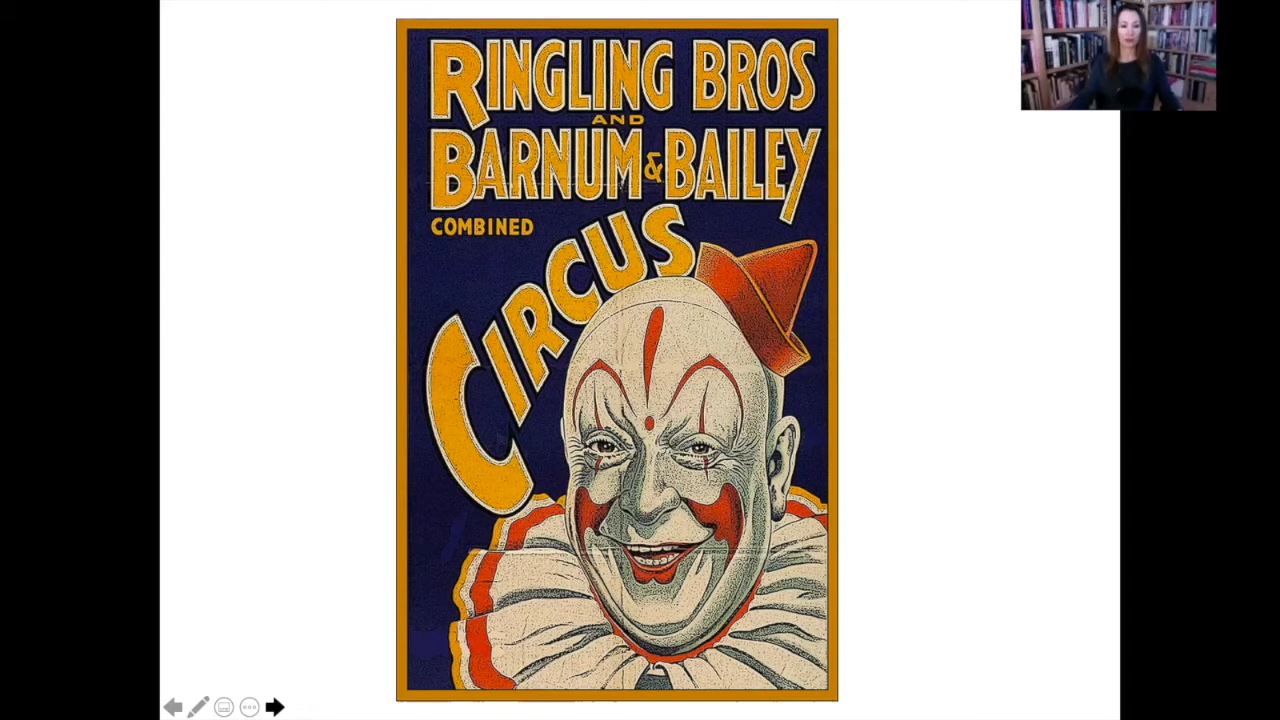 RINGLING BROS
AND
BARNUM & BAILEY
COMBINED
CIRCUS